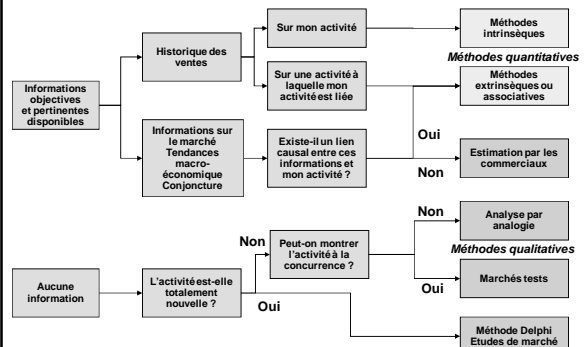 Sur mon activité
Méthodes
intrinsèques
Historique des
ventes
Méthodes quantitatives
Sur une activité à
laquelle mon
activité est liée
Méthodes
extrinsèques ou
associatives
Informations
objectives
et pertinentes
disponibles
Informations sur
le marché
Tendances
macro-
économique
Conjoncture
Existe-il un lien
causal entre ces
informations et
mon activité ?
Oui
Non
Estimation par les
commerciaux
Non
Analyse par
analogie
Non
Peut-on montrer
l'activité à la
concurrence ?
Méthodes qualitatives
Aucune
information
L'activité est-elle
totalement
nouvelle ?
Oui
Marchés tests
Oui
Méthode Delphi
Etudes de marché